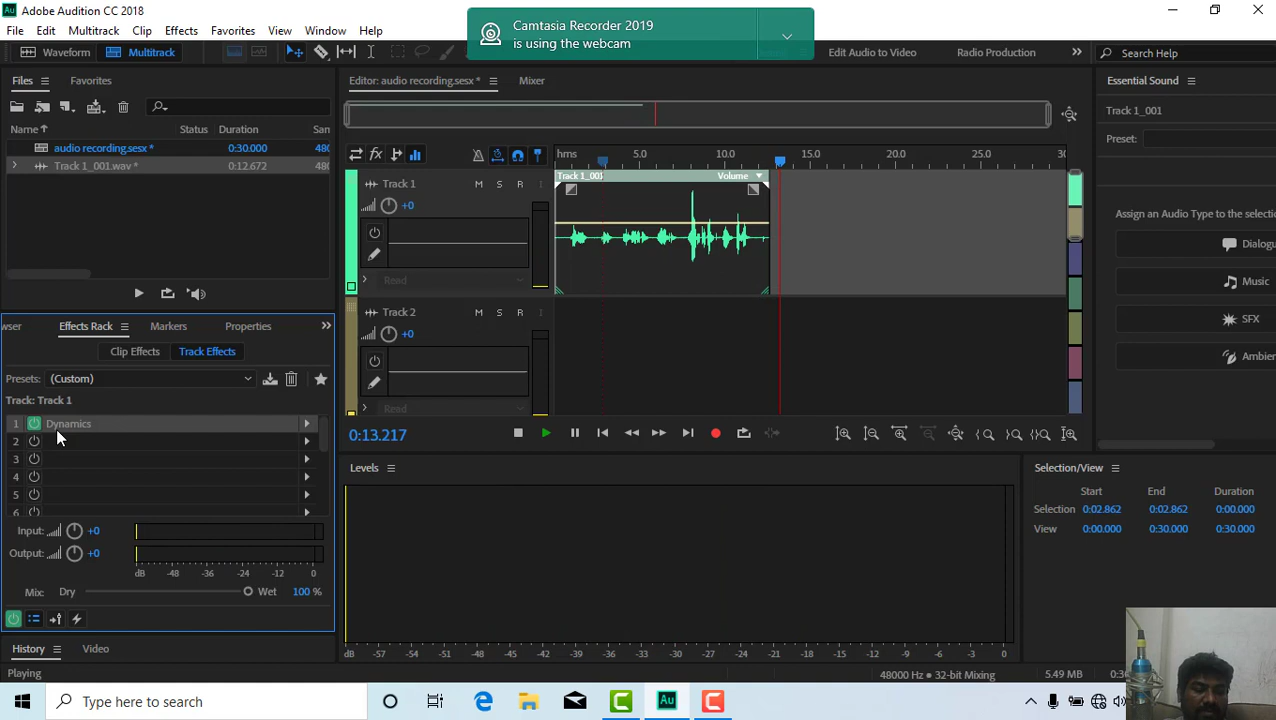 Adobe Audition CC 2018
File Edit Multitrack Clip Effects Favorites View Window Help
Camtasia Recorder 2019
is using the webcam
Waveform Multitrack Edit Audio to Video Radio Production Search Help
Files Favorites
Name Status Duration Sam
audio recording.sesx * 0:30.000 480
Track 1_001.wav * 0:12.672 480
Editor: audio recording.sesx * Mixer
hms 5.0 10.0 15.0 20.0 25.0 30
Track 1_001 Volume
Track 1 M S R I
+0
Read
Track 2 M S R I
+0
Read
0:13.217
Essential Sound
Track 1_001
Preset:
Assign an Audio Type to the selectio
Dialogu
Music
SFX
Ambien
wser Effects Rack Markers Properties
Clip Effects Track Effects
Presets: (Custom)
Track: Track 1
1 Dynamics
2
3
4
5
6
Input: +0
Output: +0
dB -48 -36 -24 -12 0
Mix: Dry Wet 100 %
History Video
Playing
Levels
dB -57 -54 -51 -48 -45 -42 -39 -36 -33 -30 -27 -24 -21 -18 -15 -12 -9 -6 -3 0
Selection/View
Start End Duration
Selection 0:02.862 0:02.862 0:00.000
View 0:00.000 0:30.000 0:30.000
48000 Hz • 32-bit Mixing 5.49 MB 0:3
Type here to search
Au